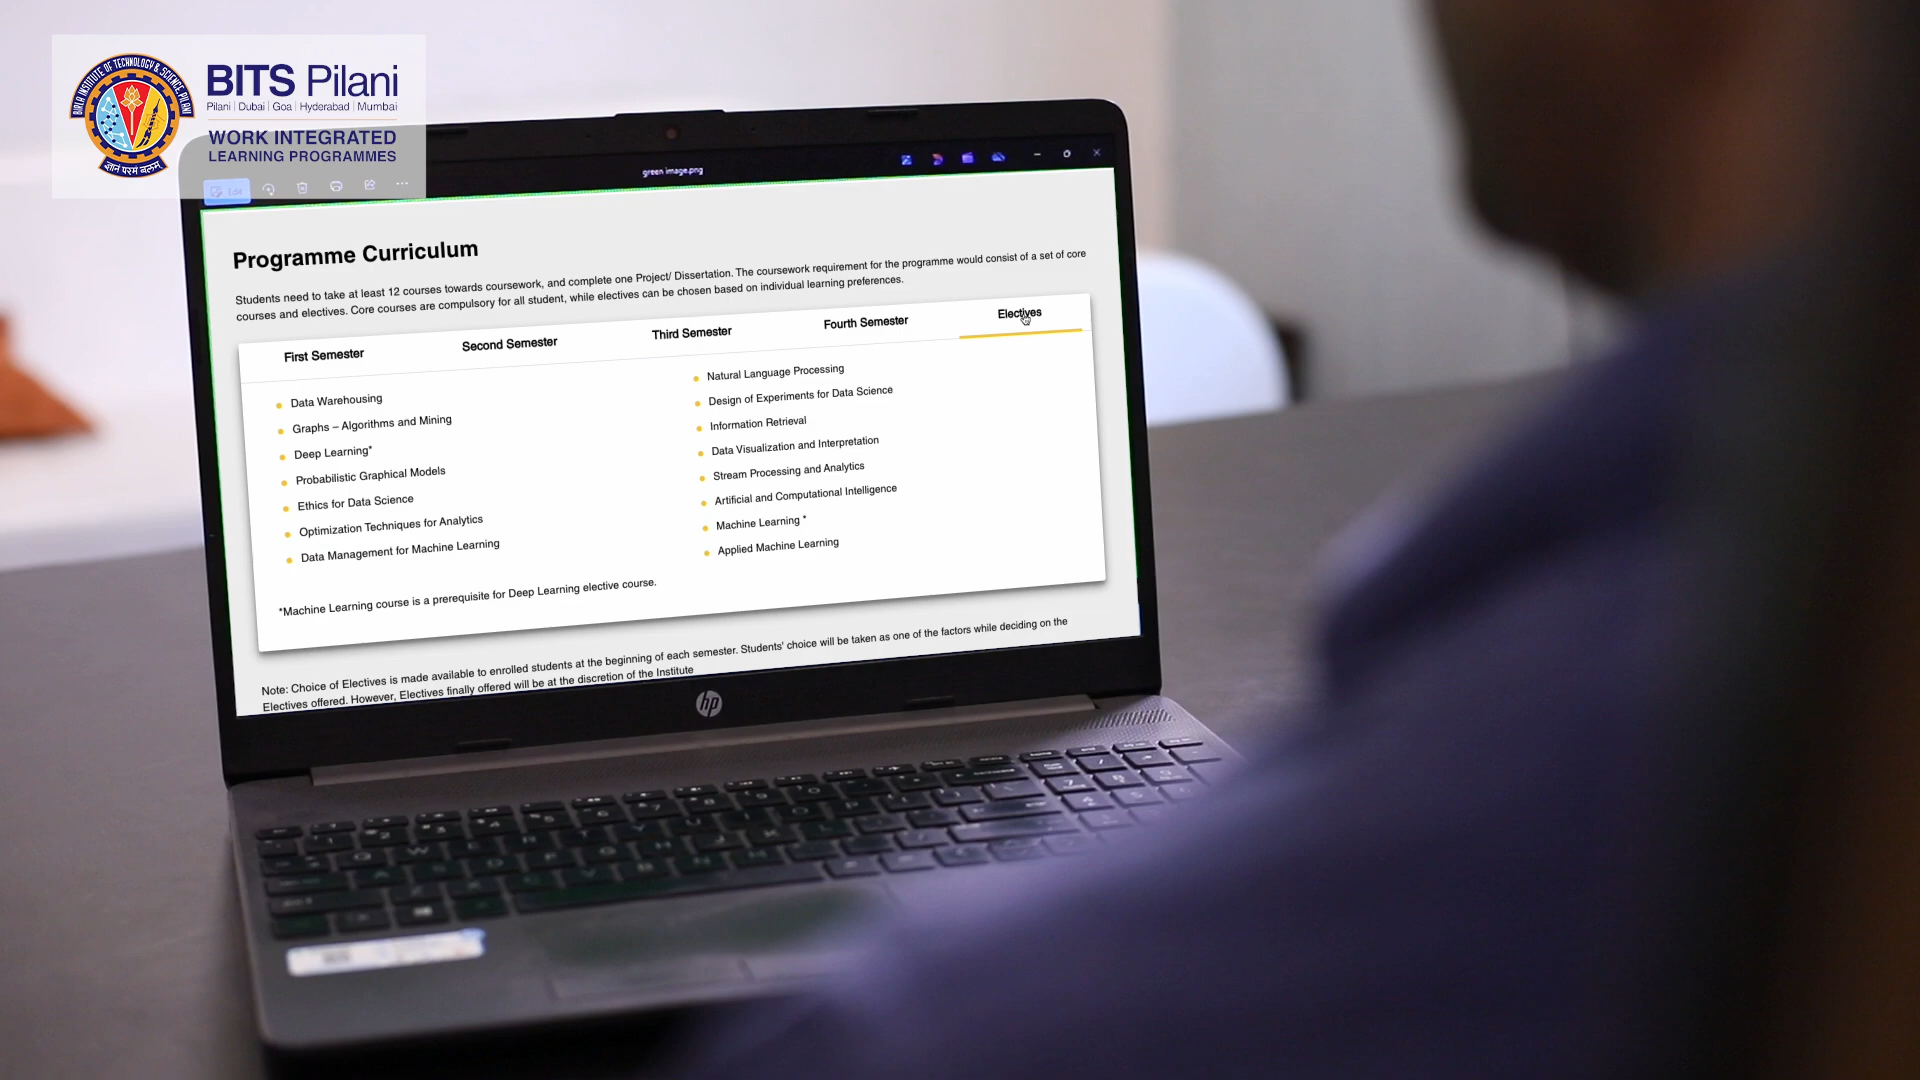 BIRLA INSTITUTE OF TECHNOLOGY & SCIENCE PILANI
ज्ञानं परमं बलम्
BITS Pilani
Pilani | Dubai | Goa | Hyderabad | Mumbai
WORK INTEGRATED
LEARNING PROGRAMMES
green image.png
Edit
Programme Curriculum
Students need to take at least 12 courses towards coursework, and complete one Project/ Dissertation. The coursework requirement for the programme would consist of a set of core
courses and electives. Core courses are compulsory for all student, while electives can be chosen based on individual learning preferences.
First Semester
Second Semester
Third Semester
Fourth Semester
Electives
Data Warehousing
Graphs – Algorithms and Mining
Deep Learning*
Probabilistic Graphical Models
Ethics for Data Science
Optimization Techniques for Analytics
Data Management for Machine Learning
Natural Language Processing
Design of Experiments for Data Science
Information Retrieval
Data Visualization and Interpretation
Stream Processing and Analytics
Artificial and Computational Intelligence
Machine Learning *
Applied Machine Learning
*Machine Learning course is a prerequisite for Deep Learning elective course.
Note: Choice of Electives is made available to enrolled students at the beginning of each semester. Students' choice will be taken as one of the factors while deciding on the
Electives offered. However, Electives finally offered will be at the discretion of the Institute
hp